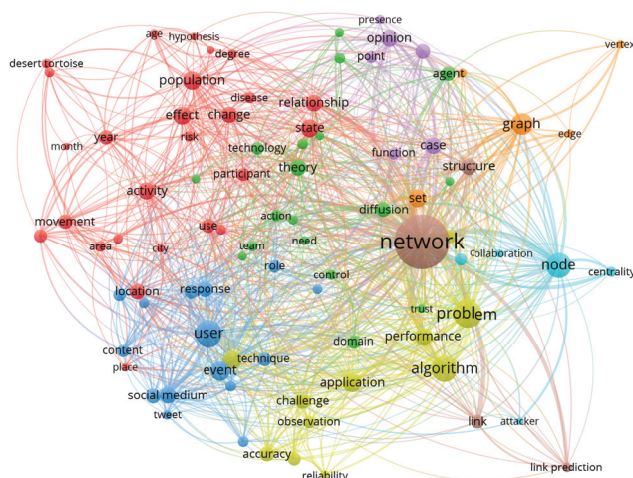 presence
age
hypothesis
opinion
degree
point
vertex
desert tortoise
population
agent
disease
relationship
effect
change
state
graph
year
risk
edge
month
technology
function
case
structure
theory
participant
activity
set
action
diffusion
movement
use
network
area
city
team
need
collaboration
role
node
control
centrality
location
response
trust
problem
user
performance
content
domain
place
event
technique
algorithm
application
social medium
challenge
tweet
observation
link
attacker
accuracy
link prediction
reliability